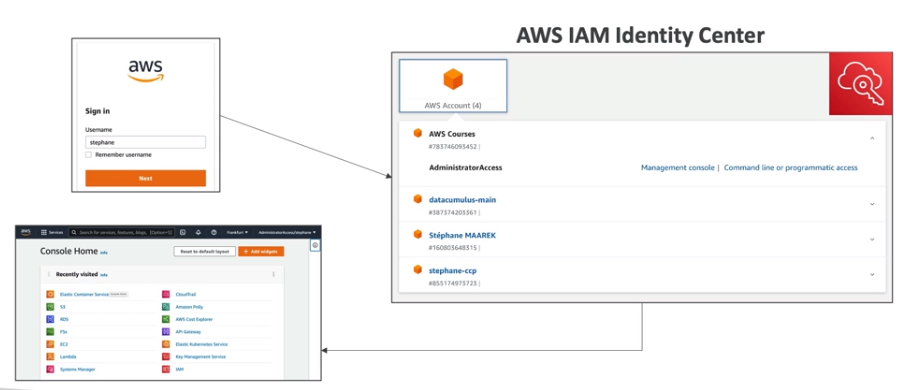 AWS IAM Identity Center
aws
Sign in
Username
stephane
Remember username
Next
AWS Account (4)
AWS Courses
#783746093452 |
AdministratorAccess
Management console | Command line or programmatic access
datacumulus-main
#387374203361 |
Stéphane MAAREK
#160803648315 |
stephane-ccp
#855174975723 |
aws Services Search for services, features, blogs, [Option+S] Frankfurt AdministratorAccess/stephane
Console Home Info
Reset to default layout + Add widgets
Recently visited Info
Elastic Container Service
CloudTrail
S3
Amazon Polly
RDS
AWS Cost Explorer
FSx
API Gateway
EC2
Elastic Kubernetes Service
Lambda
Key Management Service
Systems Manager
IAM